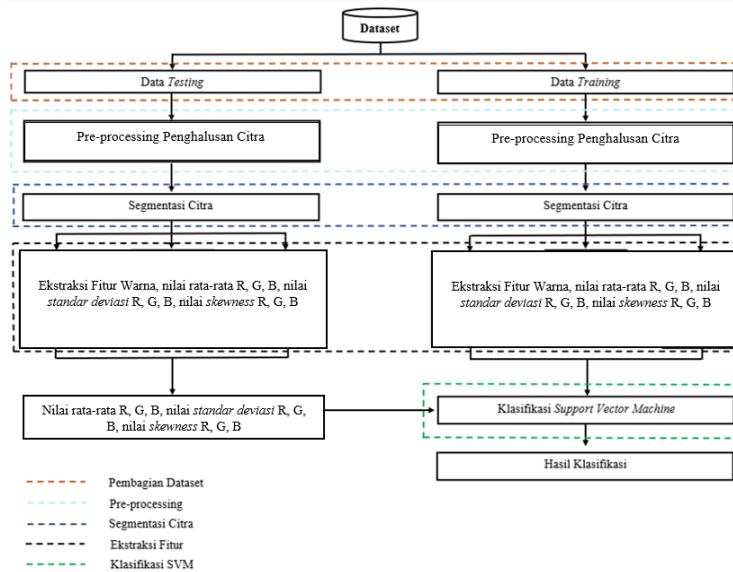 Dataset
Data Testing
Data Training
Pre-processing Penghalusan Citra
Pre-processing Penghalusan Citra
Segmentasi Citra
Segmentasi Citra
Ekstraksi Fitur Warna, nilai rata-rata R, G, B, nilai
standar deviasi R, G, B, nilai skewness R, G, B
Ekstraksi Fitur Warna, nilai rata-rata R, G, B, nilai
standar deviasi R, G, B, nilai skewness R, G, B
Nilai rata-rata R, G, B, nilai standar deviasi R, G,
B, nilai skewness R, G, B
Klasifikasi Support Vector Machine
Hasil Klasifikasi
Pembagian Dataset
Pre-processing
Segmentasi Citra
Ekstraksi Fitur
Klasifikasi SVM